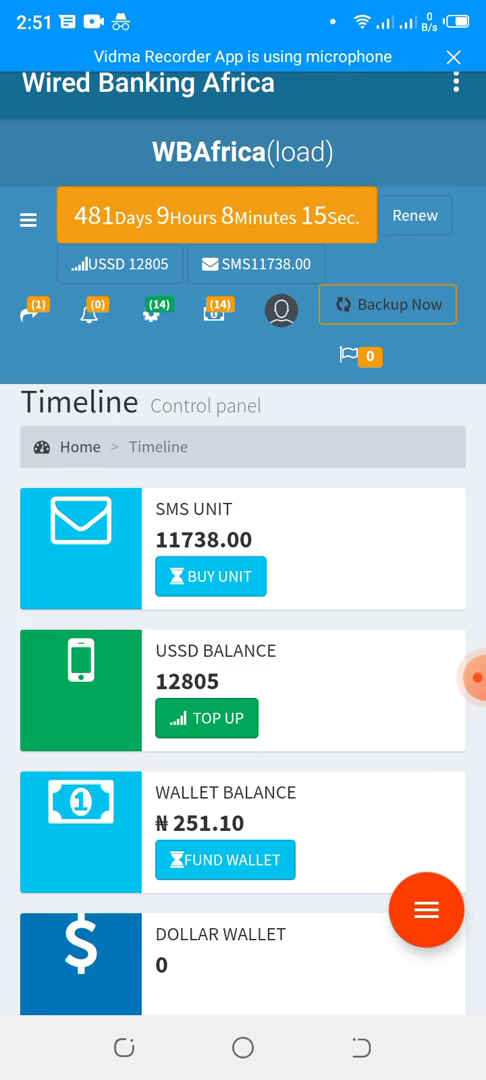 2:51
0
B/s
Vidma Recorder App is using microphone
Wired Banking Africa
WBAfrica(load)
481Days 9Hours 8Minutes 15Sec.
Renew
USSD 12805
SMS11738.00
(1)
(0)
(14)
(14)
Backup Now
0
Timeline Control panel
Home > Timeline
SMS UNIT
11738.00
BUY UNIT
USSD BALANCE
12805
TOP UP
WALLET BALANCE
₦ 251.10
FUND WALLET
DOLLAR WALLET
0